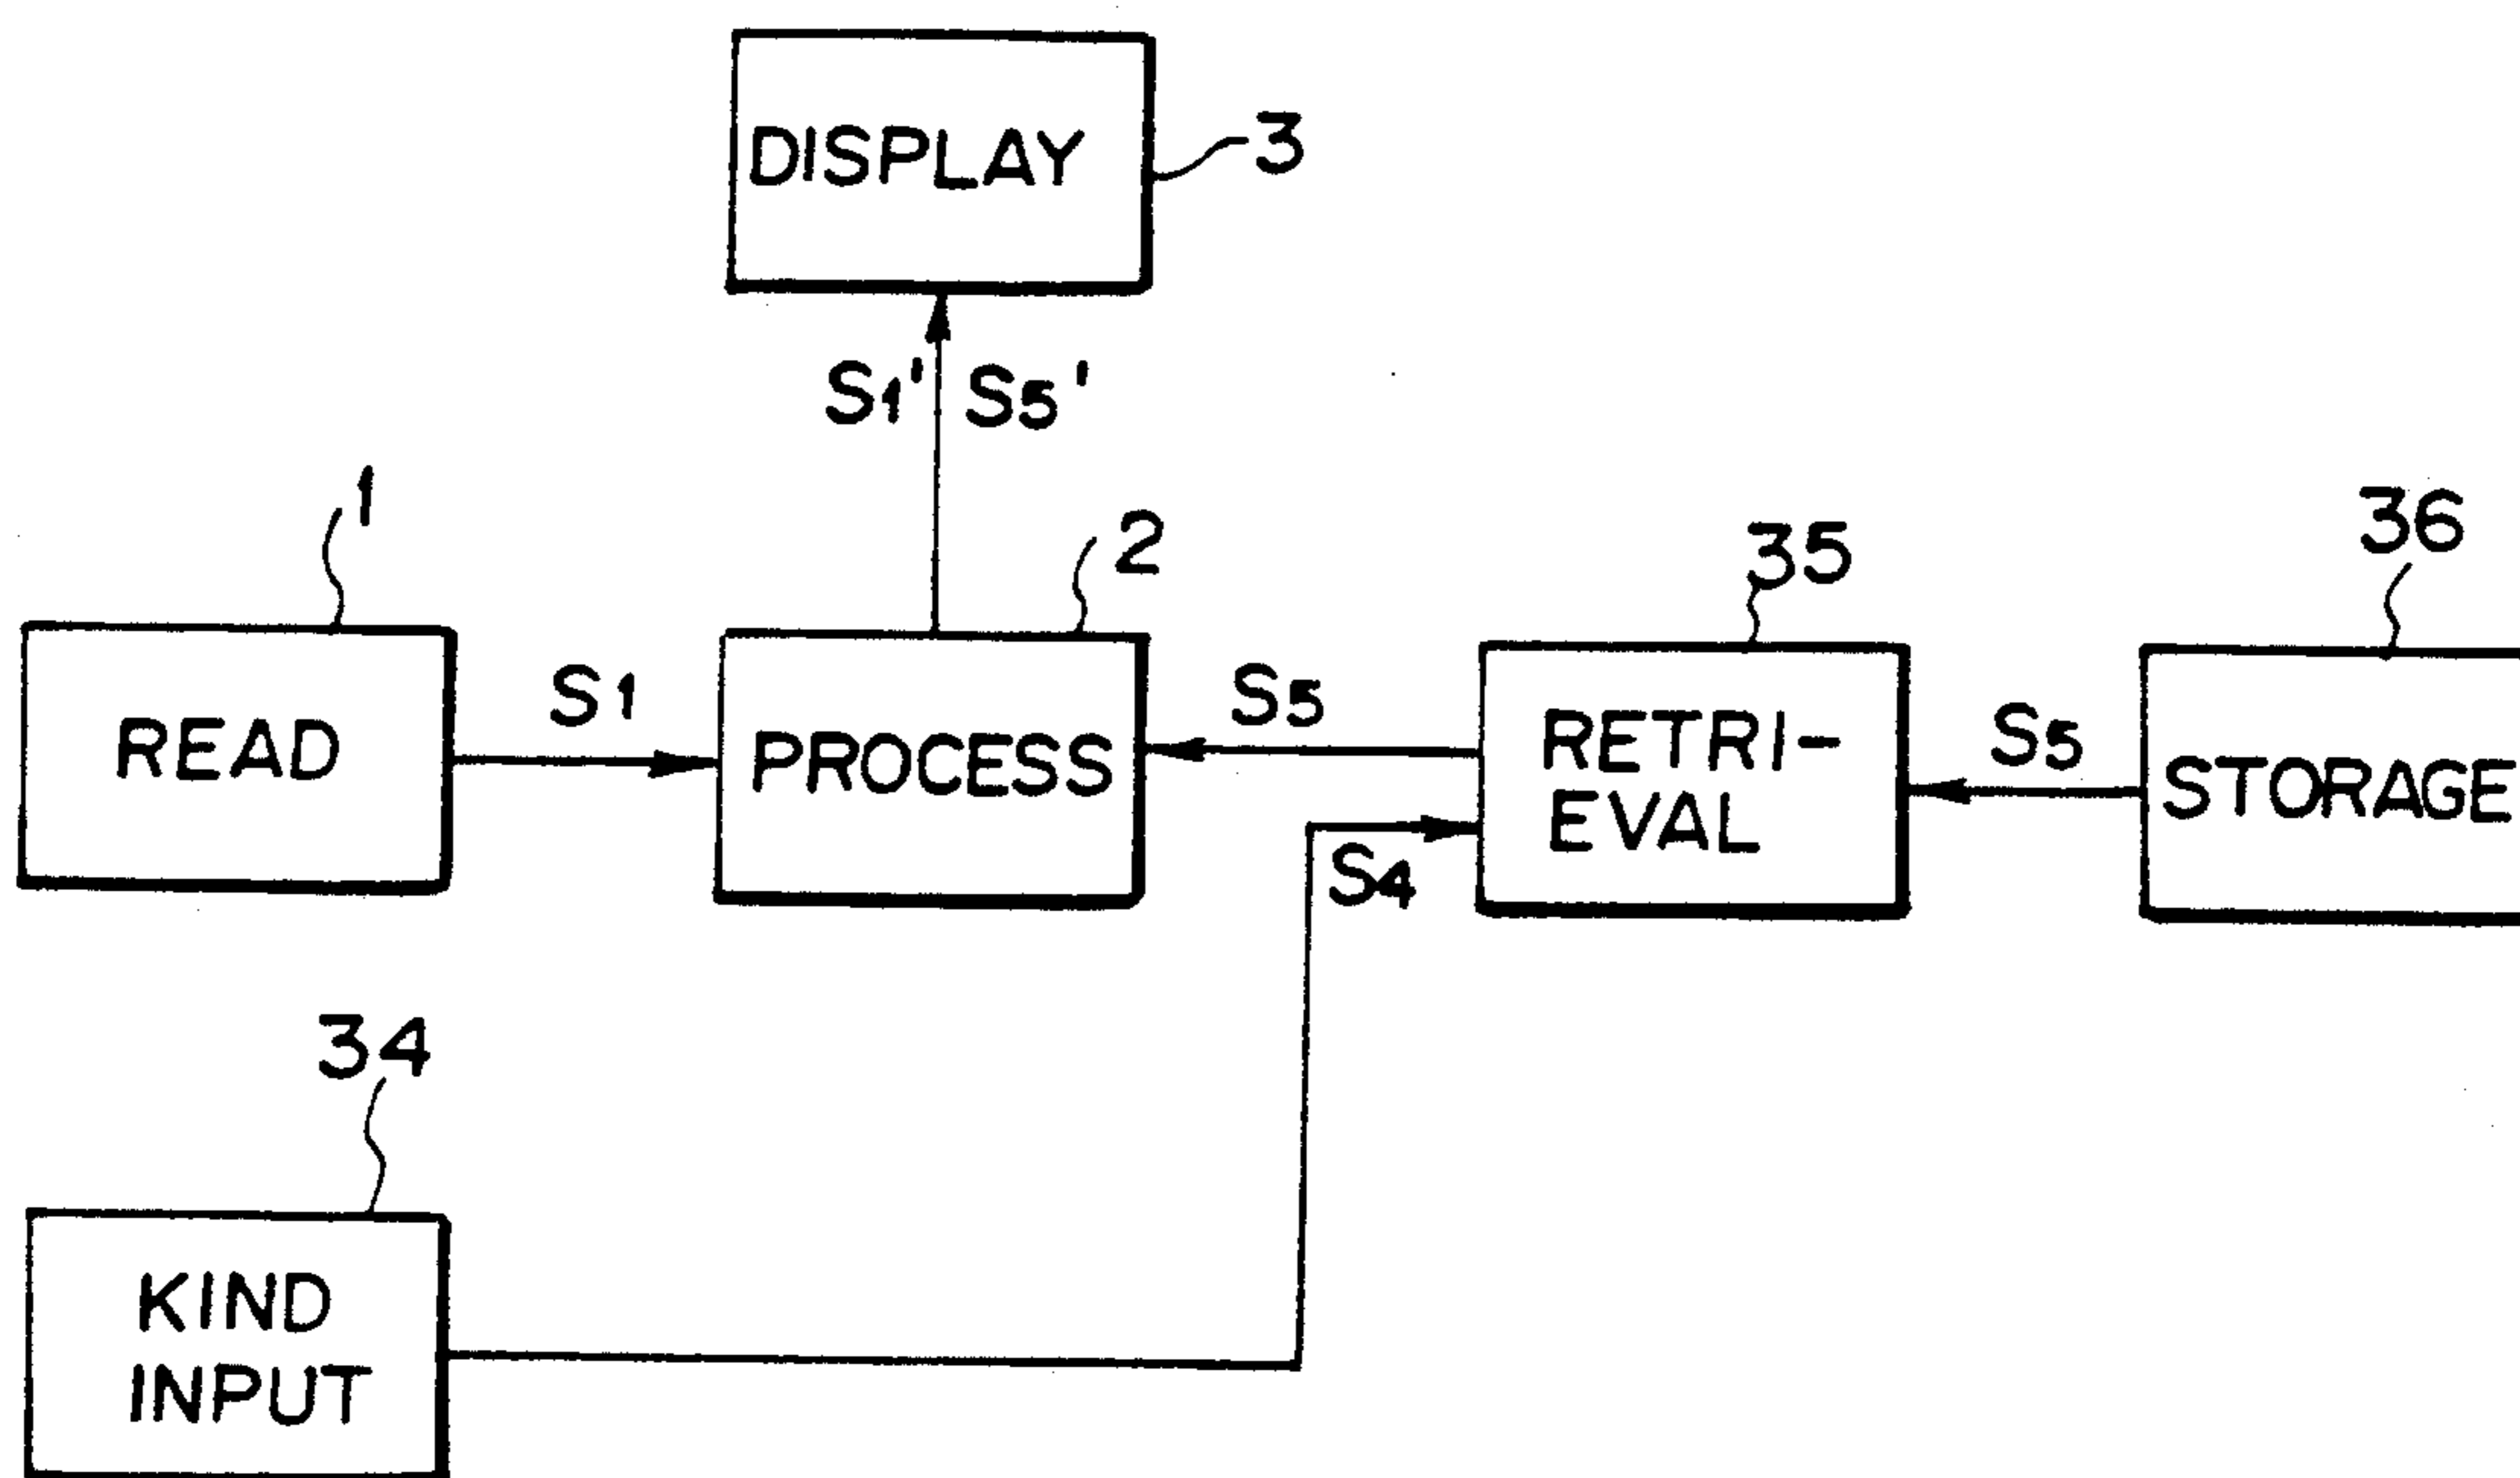 DISPLAY
3
S1' S5'
1
2
35
36
READ
S1
PROCESS
S5
RETRI-
EVAL
S4
S5
STORAGE
34
KIND
INPUT